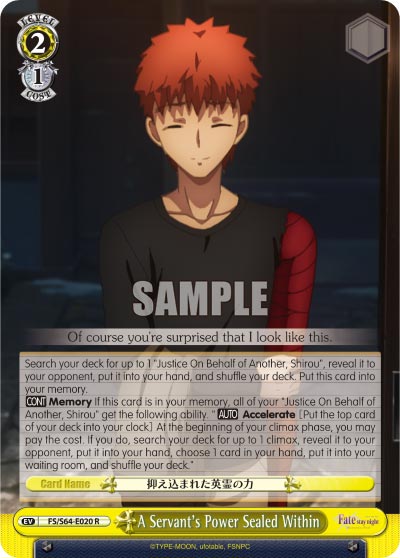 LEVEL
2
1
COST
SAMPLE
Of course you're surprised that I look like this.
Search your deck for up to 1 "Justice On Behalf of Another, Shirou", reveal it to
your opponent, put it into your hand, and shuffle your deck. Put this card into
your memory.
CONT Memory If this card is in your memory, all of your "Justice On Behalf of
Another, Shirou" get the following ability. "AUTO Accelerate [Put the top card
of your deck into your clock] At the beginning of your climax phase, you may
pay the cost. If you do, search your deck for up to 1 climax, reveal it to your
opponent, put it into your hand, choose 1 card in your hand, put it into your
waiting room, and shuffle your deck."
Card Name 抑え込まれた英霊の力
EV FS/S64-E020 R A Servant's Power Sealed Within Fate/stay night
©TYPE-MOON, ufotable, FSNPC